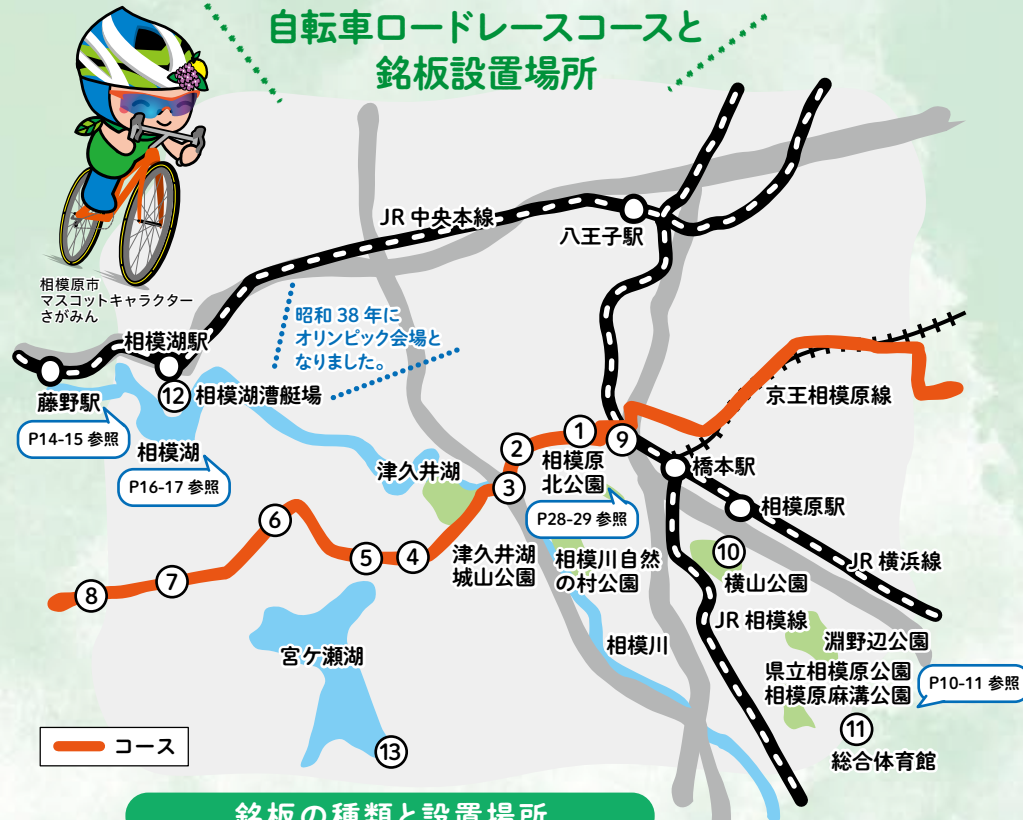 自転車ロードレースコースと
銘板設置場所
相模原市
マスコットキャラクター
さがみん
JR 中央本線
八王子駅
昭和 38 年に
オリンピック会場と
なりました。
相模湖駅
藤野駅
P14-15 参照
⑫ 相模湖漕艇場
相模湖
P16-17 参照
京王相模原線
津久井湖
②
①
⑨
③
相模原
北公園
P28-29 参照
橋本駅
相模原駅
⑥
⑤
④
⑦
⑧
津久井湖
城山公園
相模川自然
の村公園
⑩
横山公園
JR 横浜線
JR 相模線
淵野辺公園
宮ケ瀬湖
相模川
県立相模原公園
相模原麻溝公園
P10-11 参照
⑪
総合体育館
⑬
コース
銘板の種類と設置場所